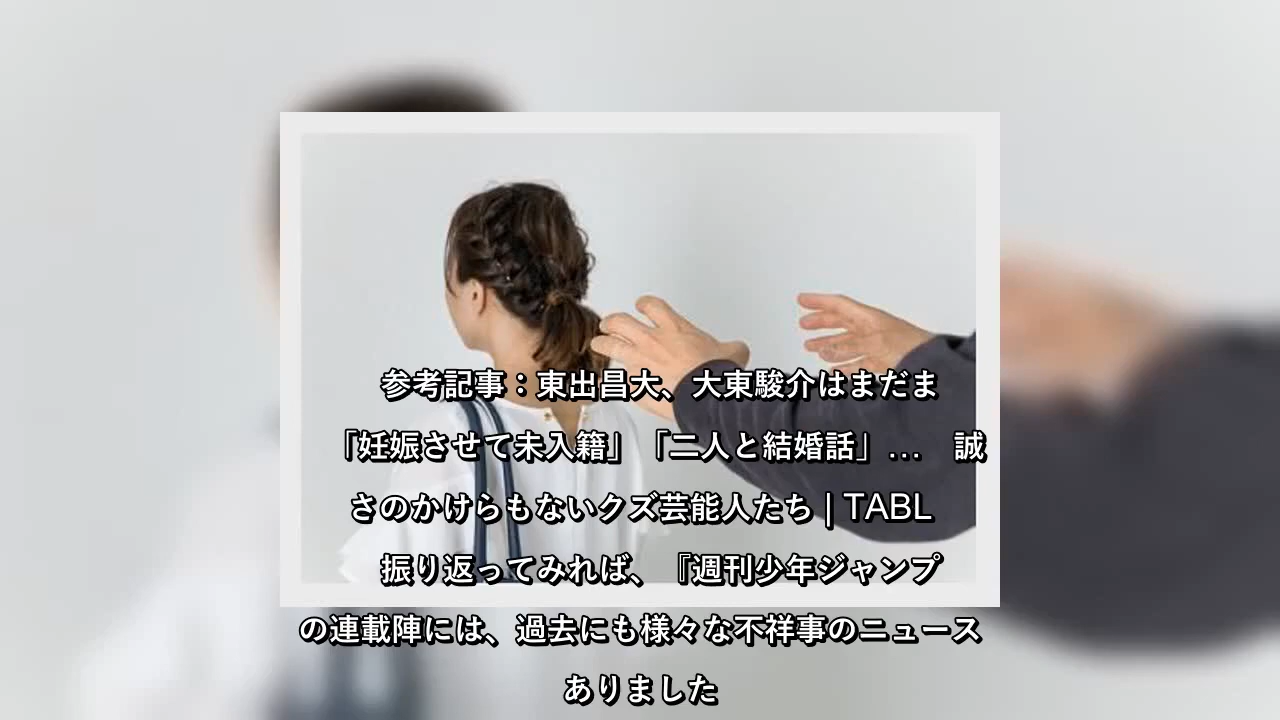 参考記事：東出昌大、大東駿介はまだま
「妊娠させて未入籍」「二人と結婚話」… 誠
さのかけらもないクズ芸能人たち｜TABL
振り返ってみれば、『週刊少年ジャンプ
の連載陣には、過去にも様々な不祥事のニュース
ありました